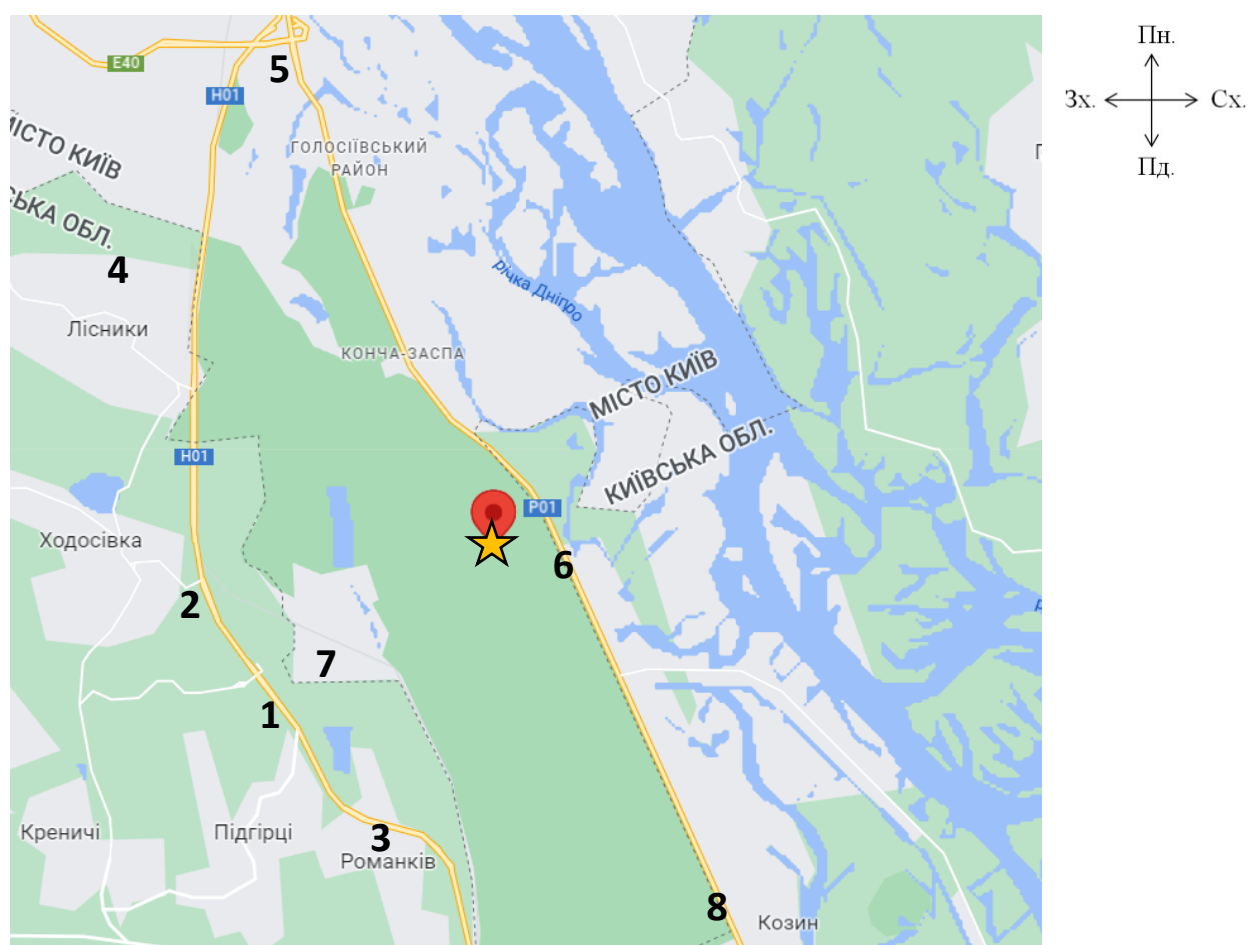 Пн.
Зх.
Сх.
Пд.
5
E40
H01
МІСТО КИЇВ
ГОЛОСІЇВСЬКИЙ
РАЙОН
ОБЛ.
4
річка Дніпро
Лісники
КОНЧА-ЗАСПА
МІСТО КИЇВ
КИЇВСЬКА ОБЛ.
H01
P01
Ходосівка
6
2
7
1
Креничі
Підгірці
3
Романків
8
Козин